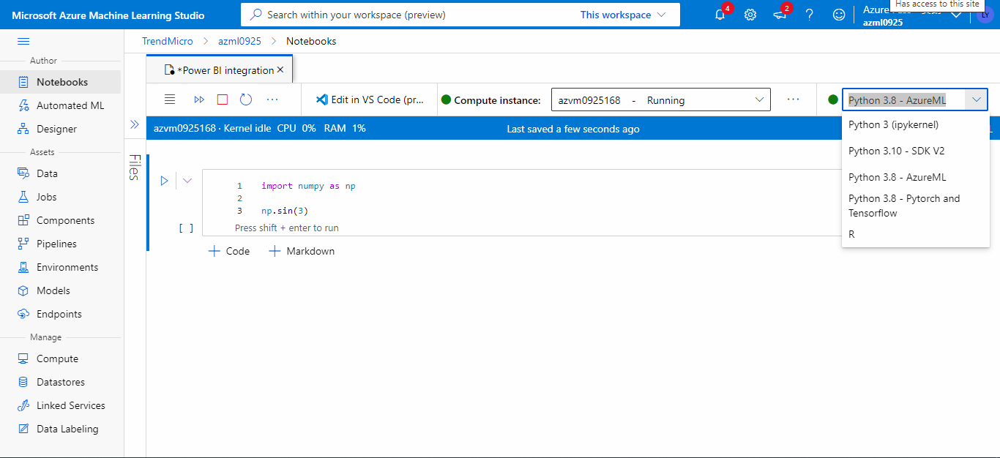 Microsoft Azure Machine Learning Studio
Search within your workspace (preview)
This workspace
4
2
Azure
azml0925
Has access to this site
LY
TrendMicro > azml0925 > Notebooks
Author
Notebooks
Automated ML
Designer
Assets
Data
Jobs
Components
Pipelines
Environments
Models
Endpoints
Manage
Compute
Datastores
Linked Services
Data Labeling
Files
*Power BI integration
Edit in VS Code (pr...
Compute instance:
azvm0925168 - Running
Python 3.8 - AzureML
Python 3 (ipykernel)
Python 3.10 - SDK V2
Python 3.8 - AzureML
Python 3.8 - Pytorch and
Tensorflow
R
azvm0925168 · Kernel idle CPU 0% RAM 1%
Last saved a few seconds ago
1 import numpy as np
2
3 np.sin(3)
[ ]
Press shift + enter to run
+ Code + Markdown